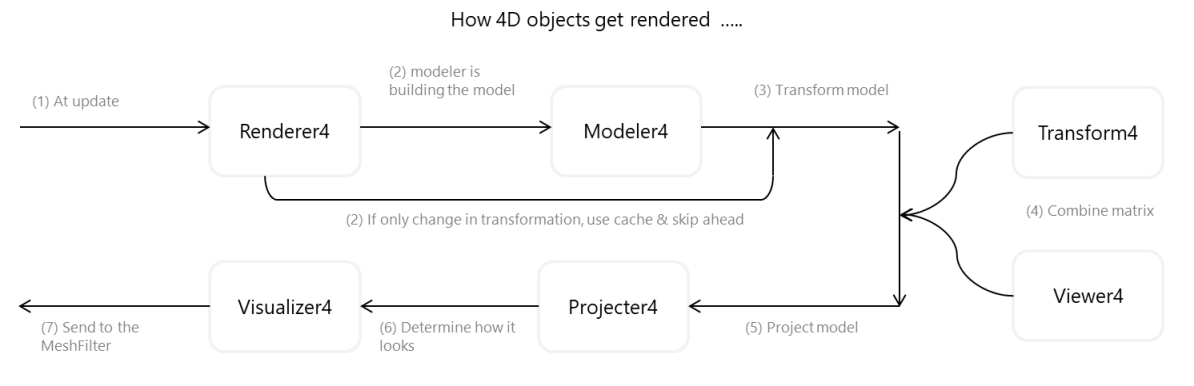 How 4D objects get rendered .....
(1) At update
Renderer4
(2) modeler is
building the model
Modeler4
(3) Transform model
Transform4
(2) If only change in transformation, use cache & skip ahead
(4) Combine matrix
Viewer4
Visualizer4
Projecter4
(7) Send to the
MeshFilter
(6) Determine how it
looks
(5) Project model